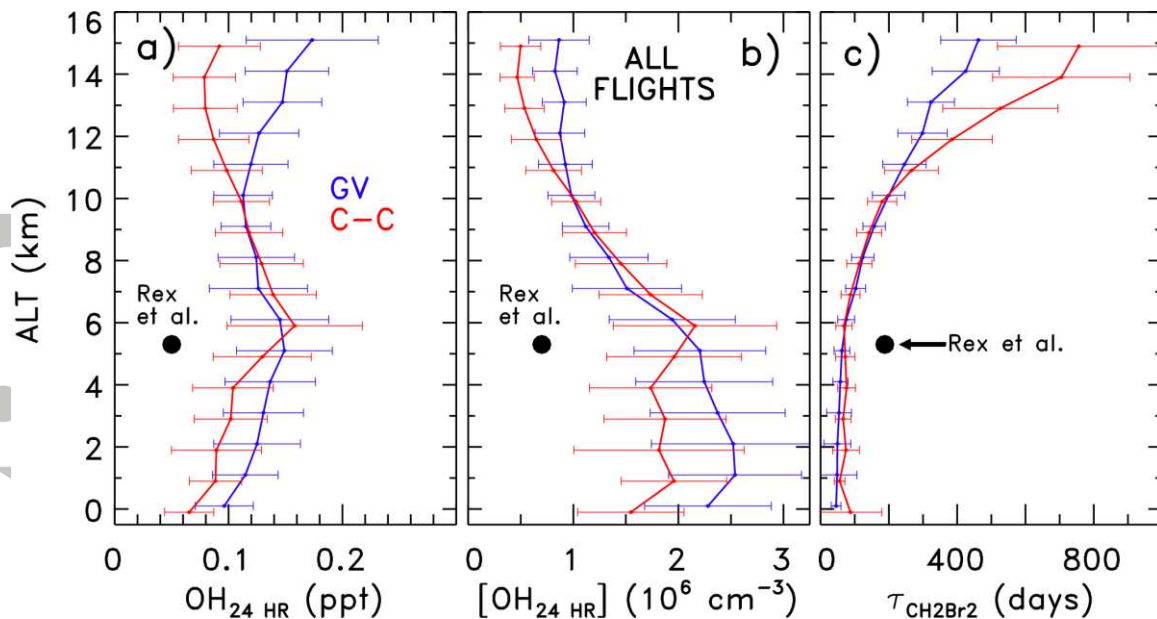 a)
b)
c)
ALL
FLIGHTS
GV
C–C
Rex
et al.
Rex
et al.
Rex et al.
ALT (km)
16
14
12
10
8
6
4
2
0
0 0.1 0.2
0 1 2 3
0 400 800
OH24 HR (ppt)
[OH24 HR] (10^6 cm^-3)
τCH2Br2 (days)